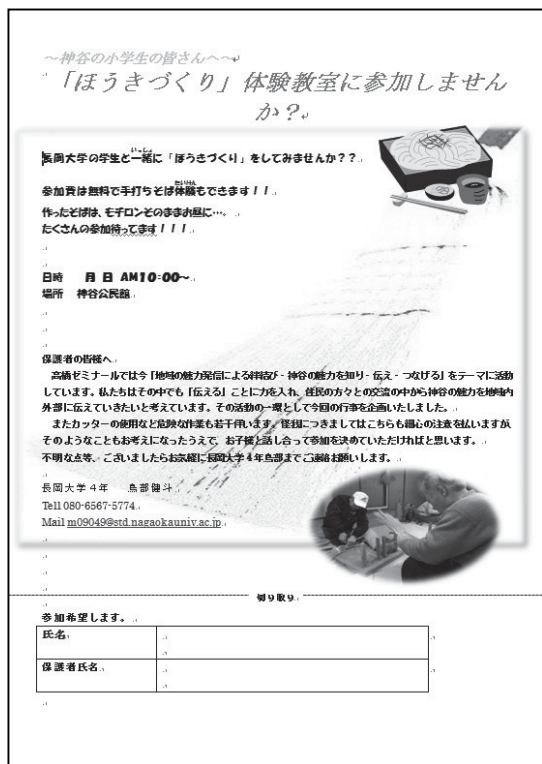 ～神谷の小学生の皆さんへ～
「ほうきづくり」体験教室に参加しません
か？
長岡大学の学生と一緒に「ほうきづくり」をしてみませんか？？
参加費は無料で手打ちそば体験もできます！！
作ったそばは、モチロンそのままお昼に…。
たくさんの参加待ってます！！！
日時　月 日 AM10:00～
場所　神谷公民館
保護者の皆様へ
高橋ゼミナールでは今「地域の魅力発信による絆結び - 神谷の魅力を知り - 伝え - つなげる」をテーマに活動
しています。私たちはその中でも「伝える」ことに力を入れ、住民の方々との交流の中から神谷の魅力を地域内
外部に伝えていきたいと考えています。その活動の一環として今回の行事を企画いたしました。
またカッターの使用など危険な作業も若干伴います。怪我につきましてはこちらも細心の注意を払いますが
そのようなこともお考えになったうえで、お子様と話し合って参加を決めていただければと思います。
不明な点等、ございましたらお気軽に長岡大学４年鳥部までご連絡お願いします。
長岡大学４年　鳥部健斗
Tell 080-6567-5774
Mail m09049@std.nagaokauniv.ac.jp
切り取り
参加希望します。
氏名
保護者氏名